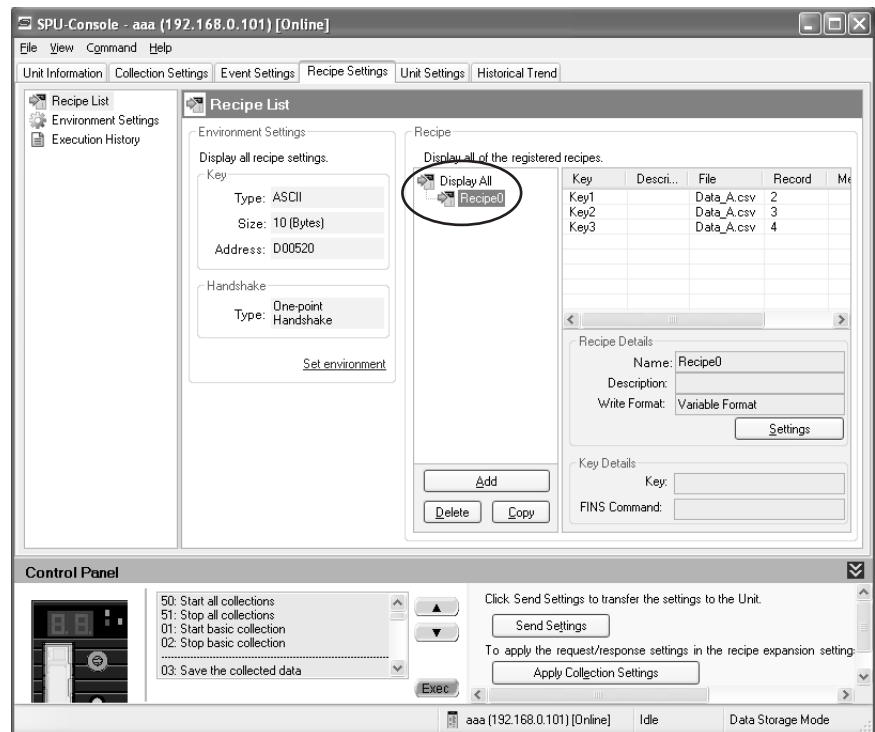 SPU-Console - aaa (192.168.0.101) [Online]
File View Command Help
Unit Information Collection Settings Event Settings Recipe Settings Unit Settings Historical Trend
Recipe List
Environment Settings
Execution History
Recipe List
Environment Settings
Display all recipe settings.
Key
Type: ASCII
Size: 10 (Bytes)
Address: D00520
Handshake
Type: One-point
Handshake
Set environment
Recipe
Display all of the registered recipes.
Display All
Recipe0
Add
Delete Copy
Key Descri... File Record Me
Key1 Data_A.csv 2
Key2 Data_A.csv 3
Key3 Data_A.csv 4
Recipe Details
Name: Recipe0
Description:
Write Format: Variable Format
Settings
Key Details
Key:
FINS Command:
Control Panel
8.8.
50: Start all collections
51: Stop all collections
01: Start basic collection
02: Stop basic collection
03: Save the collected data
Exec
Click Send Settings to transfer the settings to the Unit.
Send Settings
To apply the request/response settings in the recipe expansion setting
Apply Collection Settings
aaa (192.168.0.101) [Online] Idle Data Storage Mode